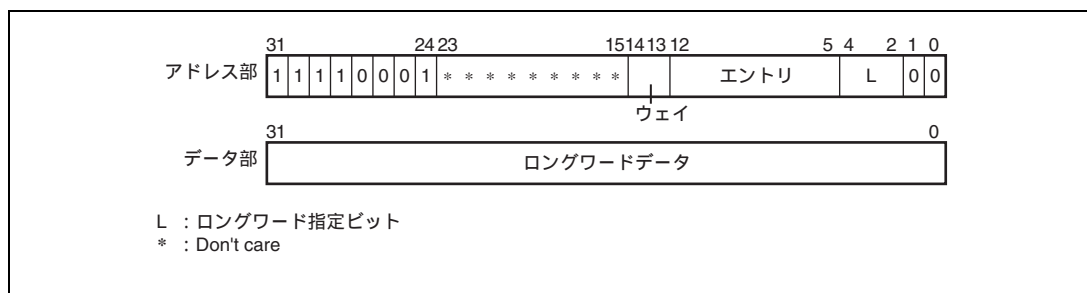 31 24 23 15 14 13 12 5 4 2 1 0
アドレス部 1 1 1 1 0 0 0 1 * * * * * * * * * エントリ L 0 0
ウェイ
31 0
データ部 ロングワードデータ
L : ロングワード指定ビット
* : Don't care